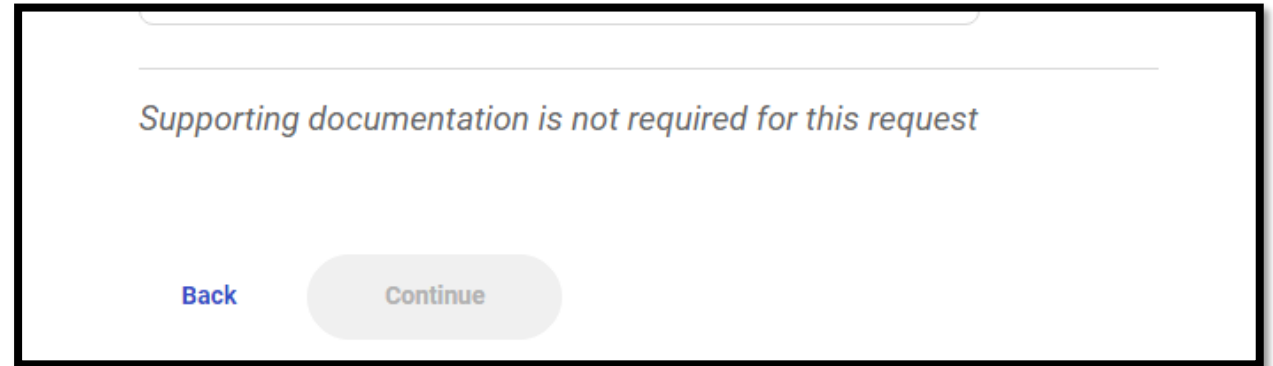 Supporting documentation is not required for this request
Back Continue